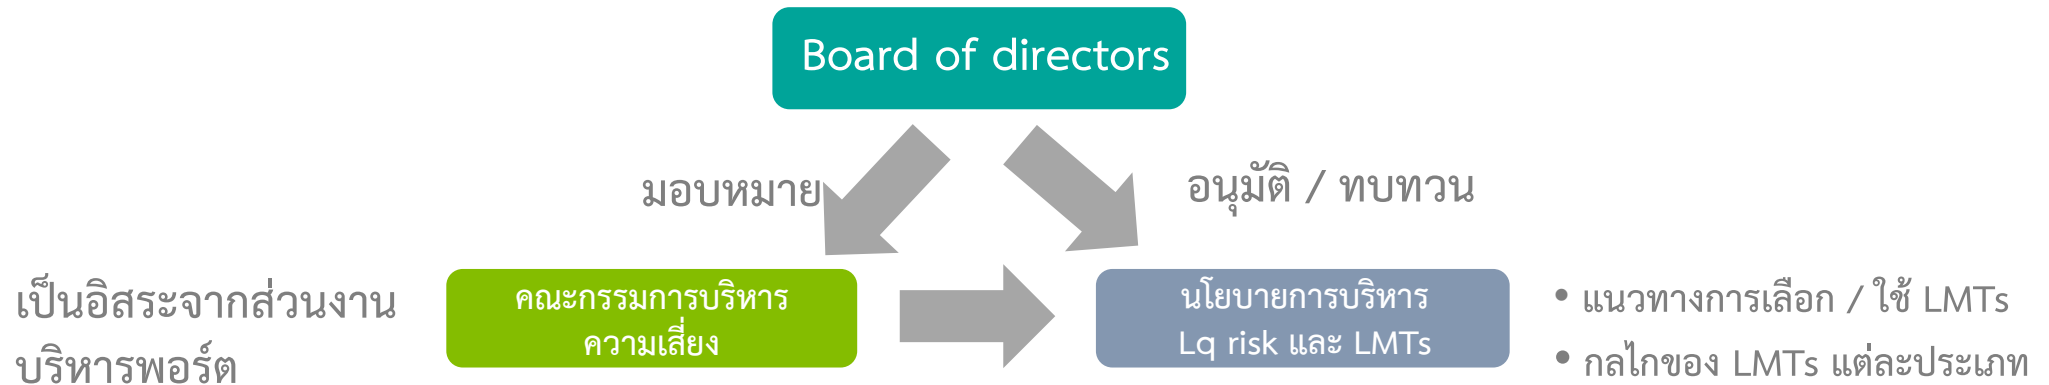 Board of directors
มอบหมาย
อนุมัติ / ทบทวน
เป็นอิสระจากส่วนงาน
บริหารพอร์ต
คณะกรรมการบริหาร
ความเสี่ยง
นโยบายการบริหาร
Lq risk และ LMTs
• แนวทางการเลือก / ใช้ LMTs
• กลไกของ LMTs แต่ละประเภท